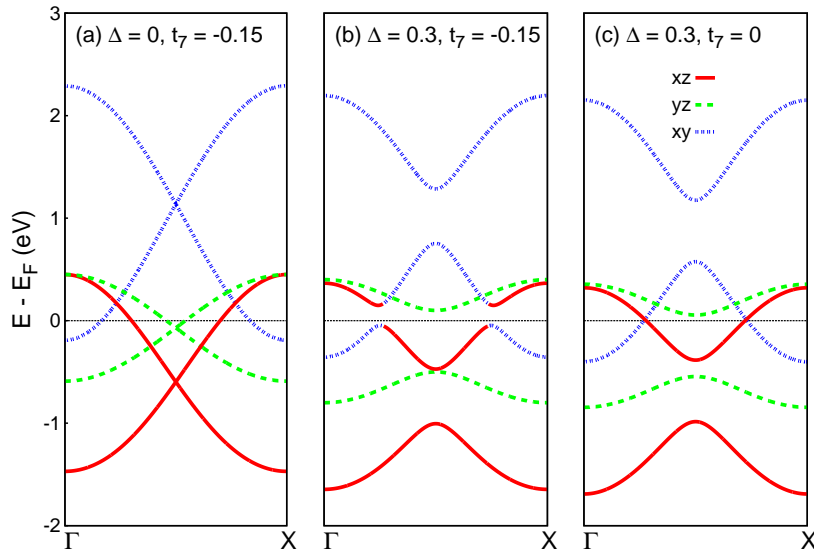 (a) Δ = 0, t₇ = -0.15
(b) Δ = 0.3, t₇ = -0.15
(c) Δ = 0.3, t₇ = 0
xz
yz
xy
E - E_F (eV)
3
2
1
0
-1
-2
Γ X
Γ X
Γ X